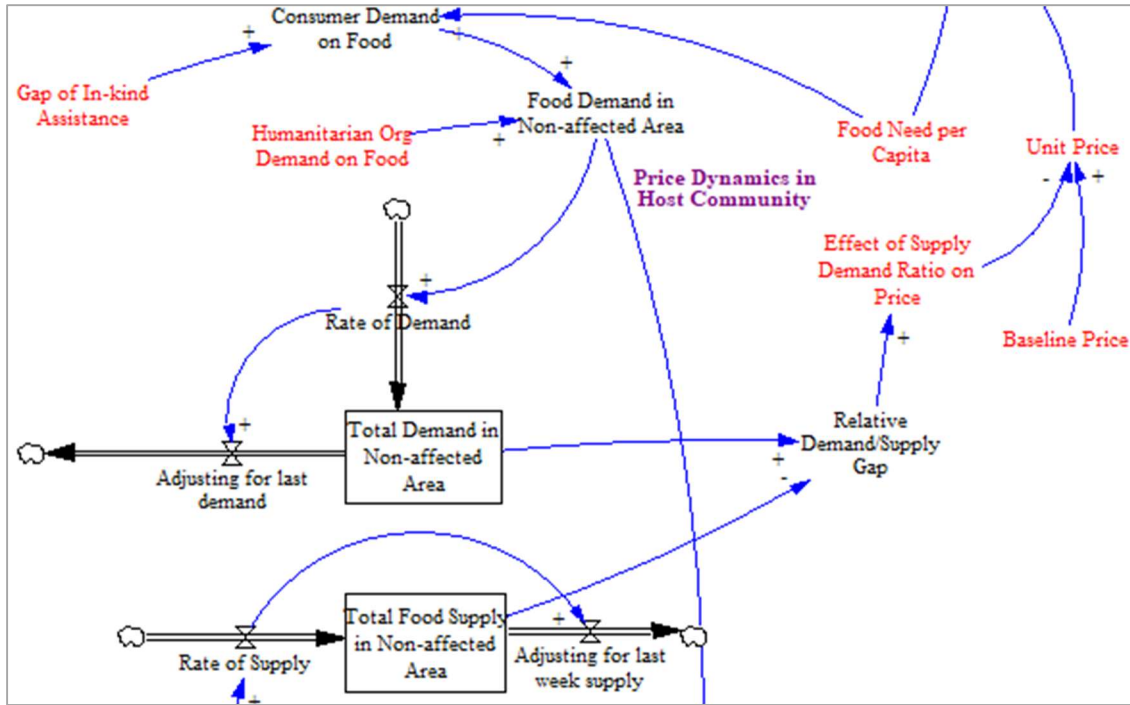 Consumer Demand
on Food
+
+
+
Gap of In-kind
Assistance
Food Demand in
Non-affected Area
Humanitarian Org
Demand on Food
+
Food Need per
Capita
Unit Price
-
+
Price Dynamics in
Host Community
Effect of Supply
Demand Ratio on
Price
+
Rate of Demand
+
Baseline Price
+
Total Demand in
Non-affected
Area
Relative
Demand/Supply
Gap
+
-
Adjusting for last
demand
Total Food Supply
in Non-affected
Area
+
Rate of Supply
Adjusting for last
week supply
+